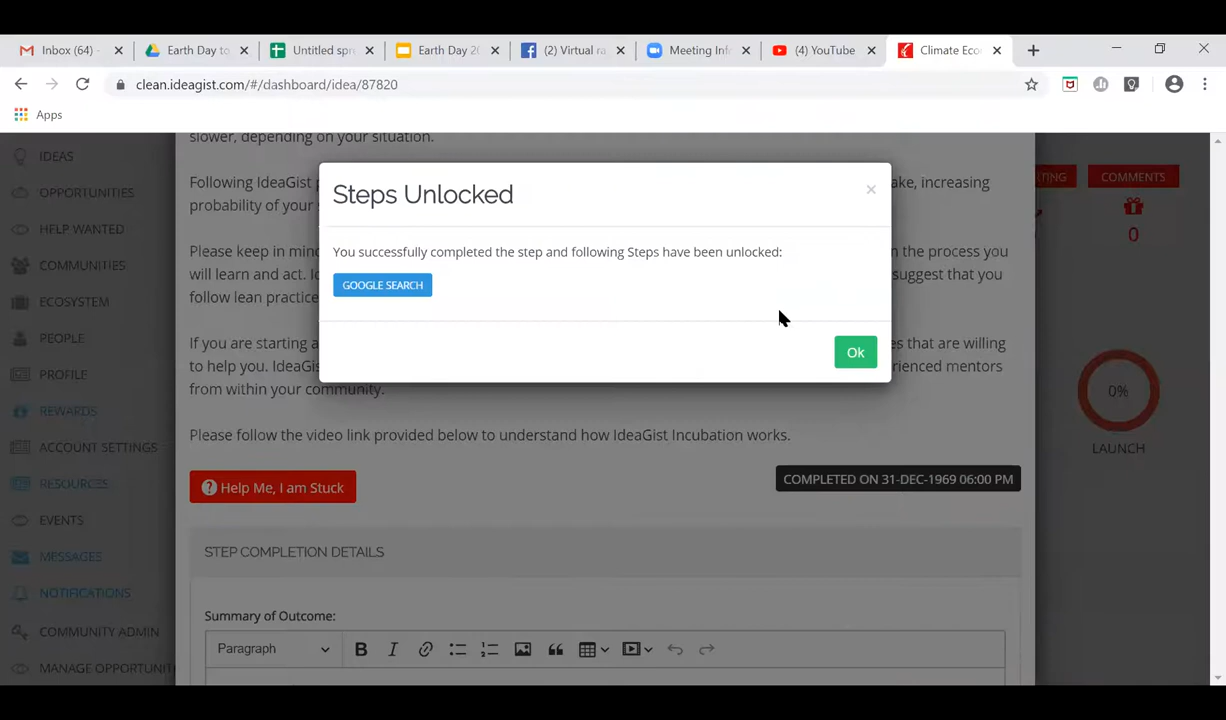 Inbox (64) -
Earth Day to
Untitled spr
Earth Day 20
(2) Virtual ra
Meeting Inf
(4) YouTube
Climate Eco
clean.ideagist.com/#/dashboard/idea/87820
Apps
slower, depending on your situation.
IDEAS
OPPORTUNITIES
HELP WANTED
COMMUNITIES
ECOSYSTEM
PEOPLE
PROFILE
REWARDS
ACCOUNT SETTINGS
RESOURCES
EVENTS
MESSAGES
NOTIFICATIONS
COMMUNITY ADMIN
MANAGE OPPORTUNIT
Following IdeaGist p
ake, increasing
probability of your s
Please keep in mind
n the process you
will learn and act. Id
suggest that you
follow lean practice
If you are starting a
es that are willing
to help you. IdeaGis
erienced mentors
from within your community.
Please follow the video link provided below to understand how IdeaGist Incubation works.
Steps Unlocked
×
You successfully completed the step and following Steps have been unlocked:
GOOGLE SEARCH
Ok
COMMENTS
0
0%
LAUNCH
Help Me, I am Stuck
COMPLETED ON 31-DEC-1969 06:00 PM
STEP COMPLETION DETAILS
Summary of Outcome:
Paragraph
B I